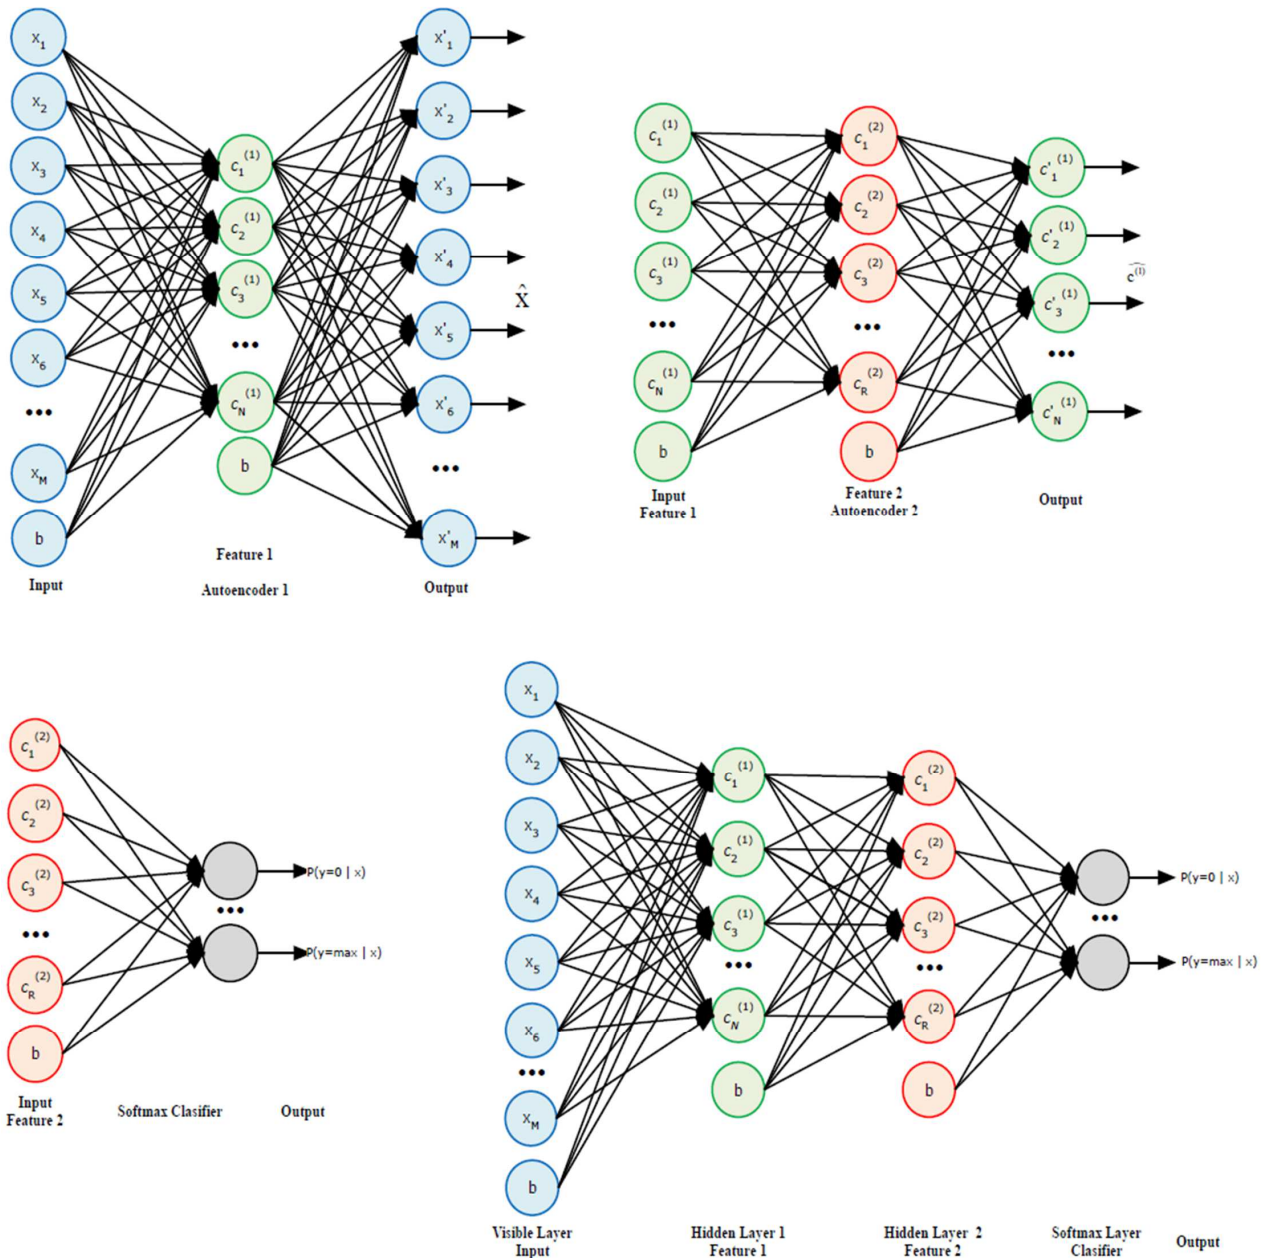 x1
x2
x3
x4
x5
x6
•••
xM
b
Input
c1(1)
c2(1)
c3(1)
•••
cN(1)
b
Feature 1
Autoencoder 1
x'1
x'2
x'3
x'4
x'5
x'6
•••
x'M
Output
X̂
c1(1)
c2(1)
c3(1)
•••
cN(1)
b
Input
Feature 1
c1(2)
c2(2)
c3(2)
•••
cR(2)
b
Feature 2
Autoencoder 2
c'1(1)
c'2(1)
c'3(1)
•••
c'N(1)
Output
ĉ(1)
c1(2)
c2(2)
c3(2)
•••
cR(2)
b
Input
Feature 2
•••
Softmax Clasifier
P(y=0 | x)
P(y=max | x)
Output
x1
x2
x3
x4
x5
x6
•••
xM
b
Visible Layer
Input
c1(1)
c2(1)
c3(1)
•••
cN(1)
b
Hidden Layer 1
Feature 1
c1(2)
c2(2)
c3(2)
•••
cR(2)
b
Hidden Layer 2
Feature 2
•••
Softmax Layer
Clasifier
P(y=0 | x)
P(y=max | x)
Output